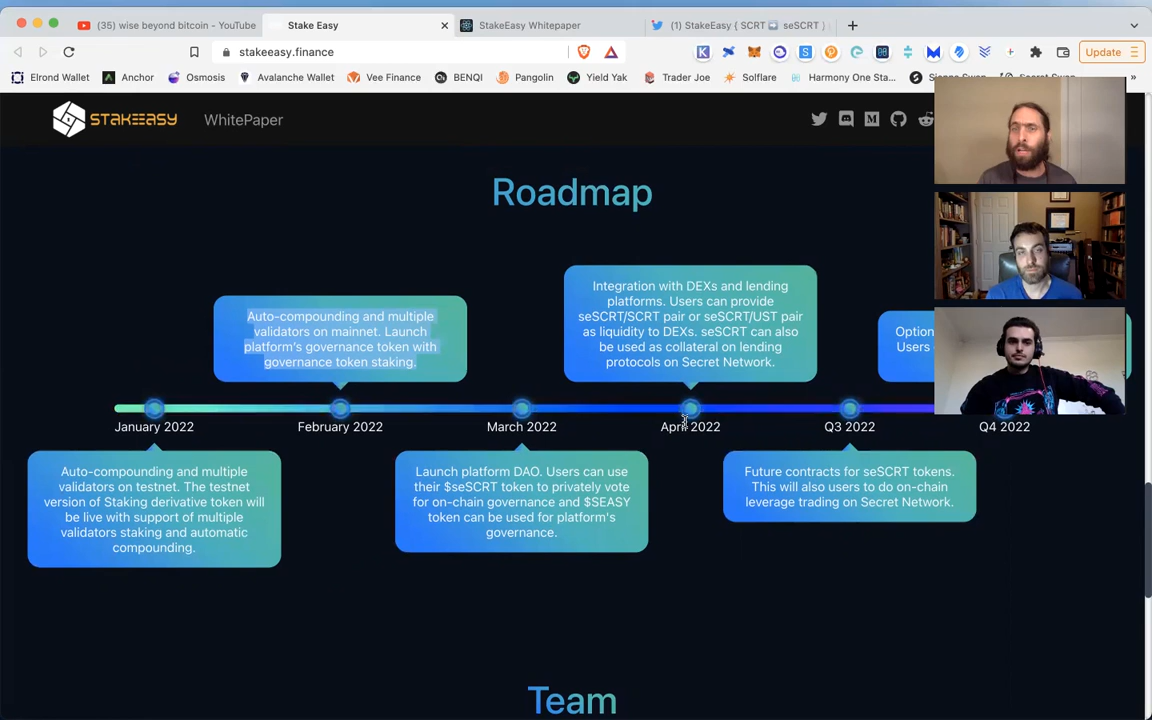 (35) wise beyond bitcoin - YouTube
Stake Easy
StakeEasy Whitepaper
(1) StakeEasy { SCRT ➡ seSCRT }
stakeeasy.finance
Update
Elrond Wallet
Anchor
Osmosis
Avalanche Wallet
Vee Finance
BENQI
Pangolin
Yield Yak
Trader Joe
Solflare
Harmony One Sta...
STAKEEASY
WhitePaper
Roadmap
Auto-compounding and multiple
validators on mainnet. Launch
platform's governance token with
governance token staking.
Integration with DEXs and lending
platforms. Users can provide
seSCRT/SCRT pair or seSCRT/UST pair
as liquidity to DEXs. seSCRT can also
be used as collateral on lending
protocols on Secret Network.
Option
Users
January 2022
February 2022
March 2022
April 2022
Q3 2022
Q4 2022
Auto-compounding and multiple
validators on testnet. The testnet
version of Staking derivative token will
be live with support of multiple
validators staking and automatic
compounding.
Launch platform DAO. Users can use
their $seSCRT token to privately vote
for on-chain governance and $SEASY
token can be used for platform's
governance.
Future contracts for seSCRT tokens.
This will also users to do on-chain
leverage trading on Secret Network.
Team